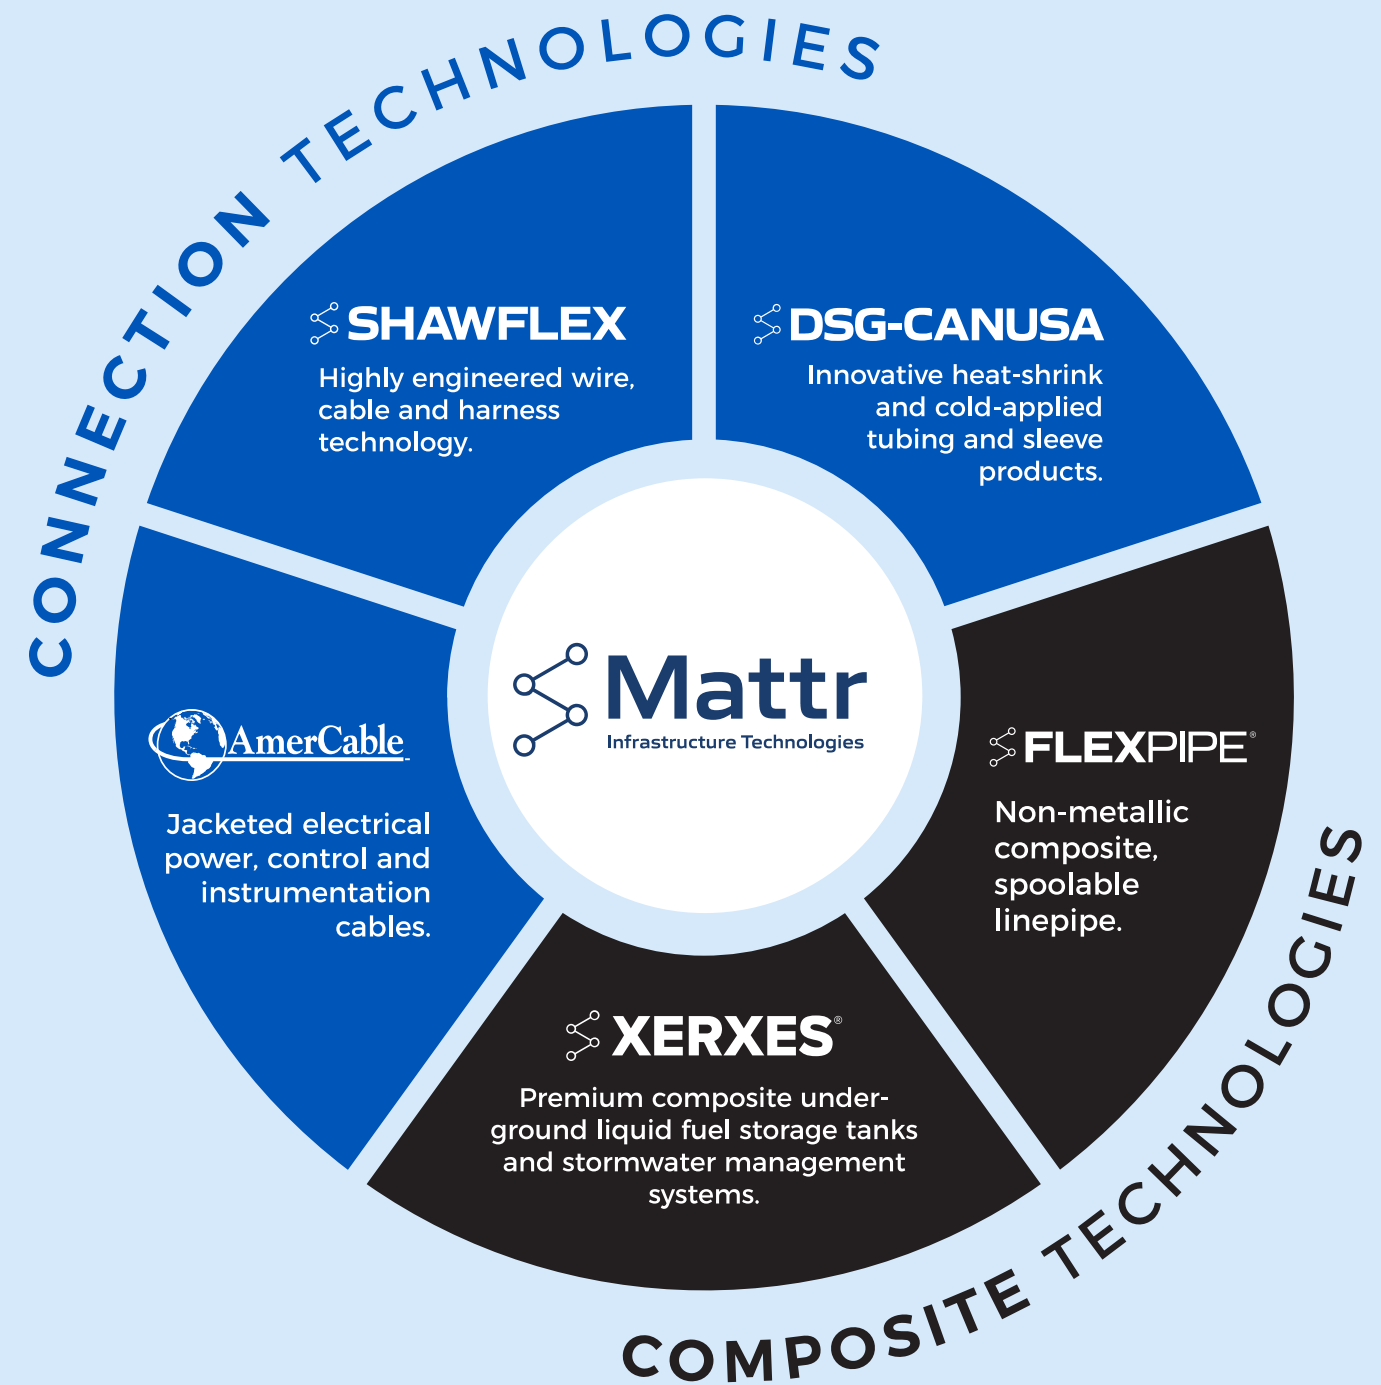 CONNECTION TECHNOLOGIES
SHAWFLEX
Highly engineered wire,
cable and harness
technology.
DSG-CANUSA
Innovative heat-shrink
and cold-applied
tubing and sleeve
products.
Mattr
Infrastructure Technologies
AmerCable
Jacketed electrical
power, control and
instrumentation
cables.
FLEXPIPE®
Non-metallic
composite,
spoolable
linepipe.
XERXES®
Premium composite under-
ground liquid fuel storage tanks
and stormwater management
systems.
COMPOSITE TECHNOLOGIES